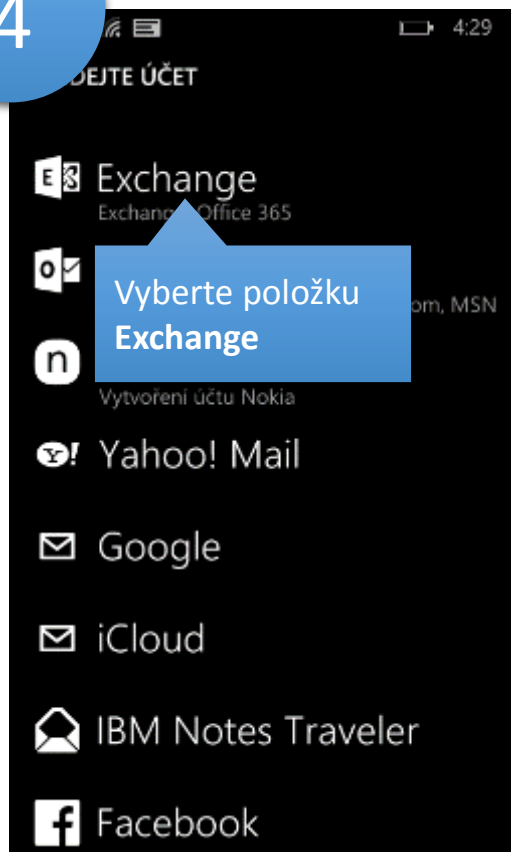 4
4:29
DEJTE ÚČET
Exchange
Office 365
Vyberte položku
Exchange
om, MSN
Vytvoření účtu Nokia
Yahoo! Mail
Google
iCloud
IBM Notes Traveler
Facebook